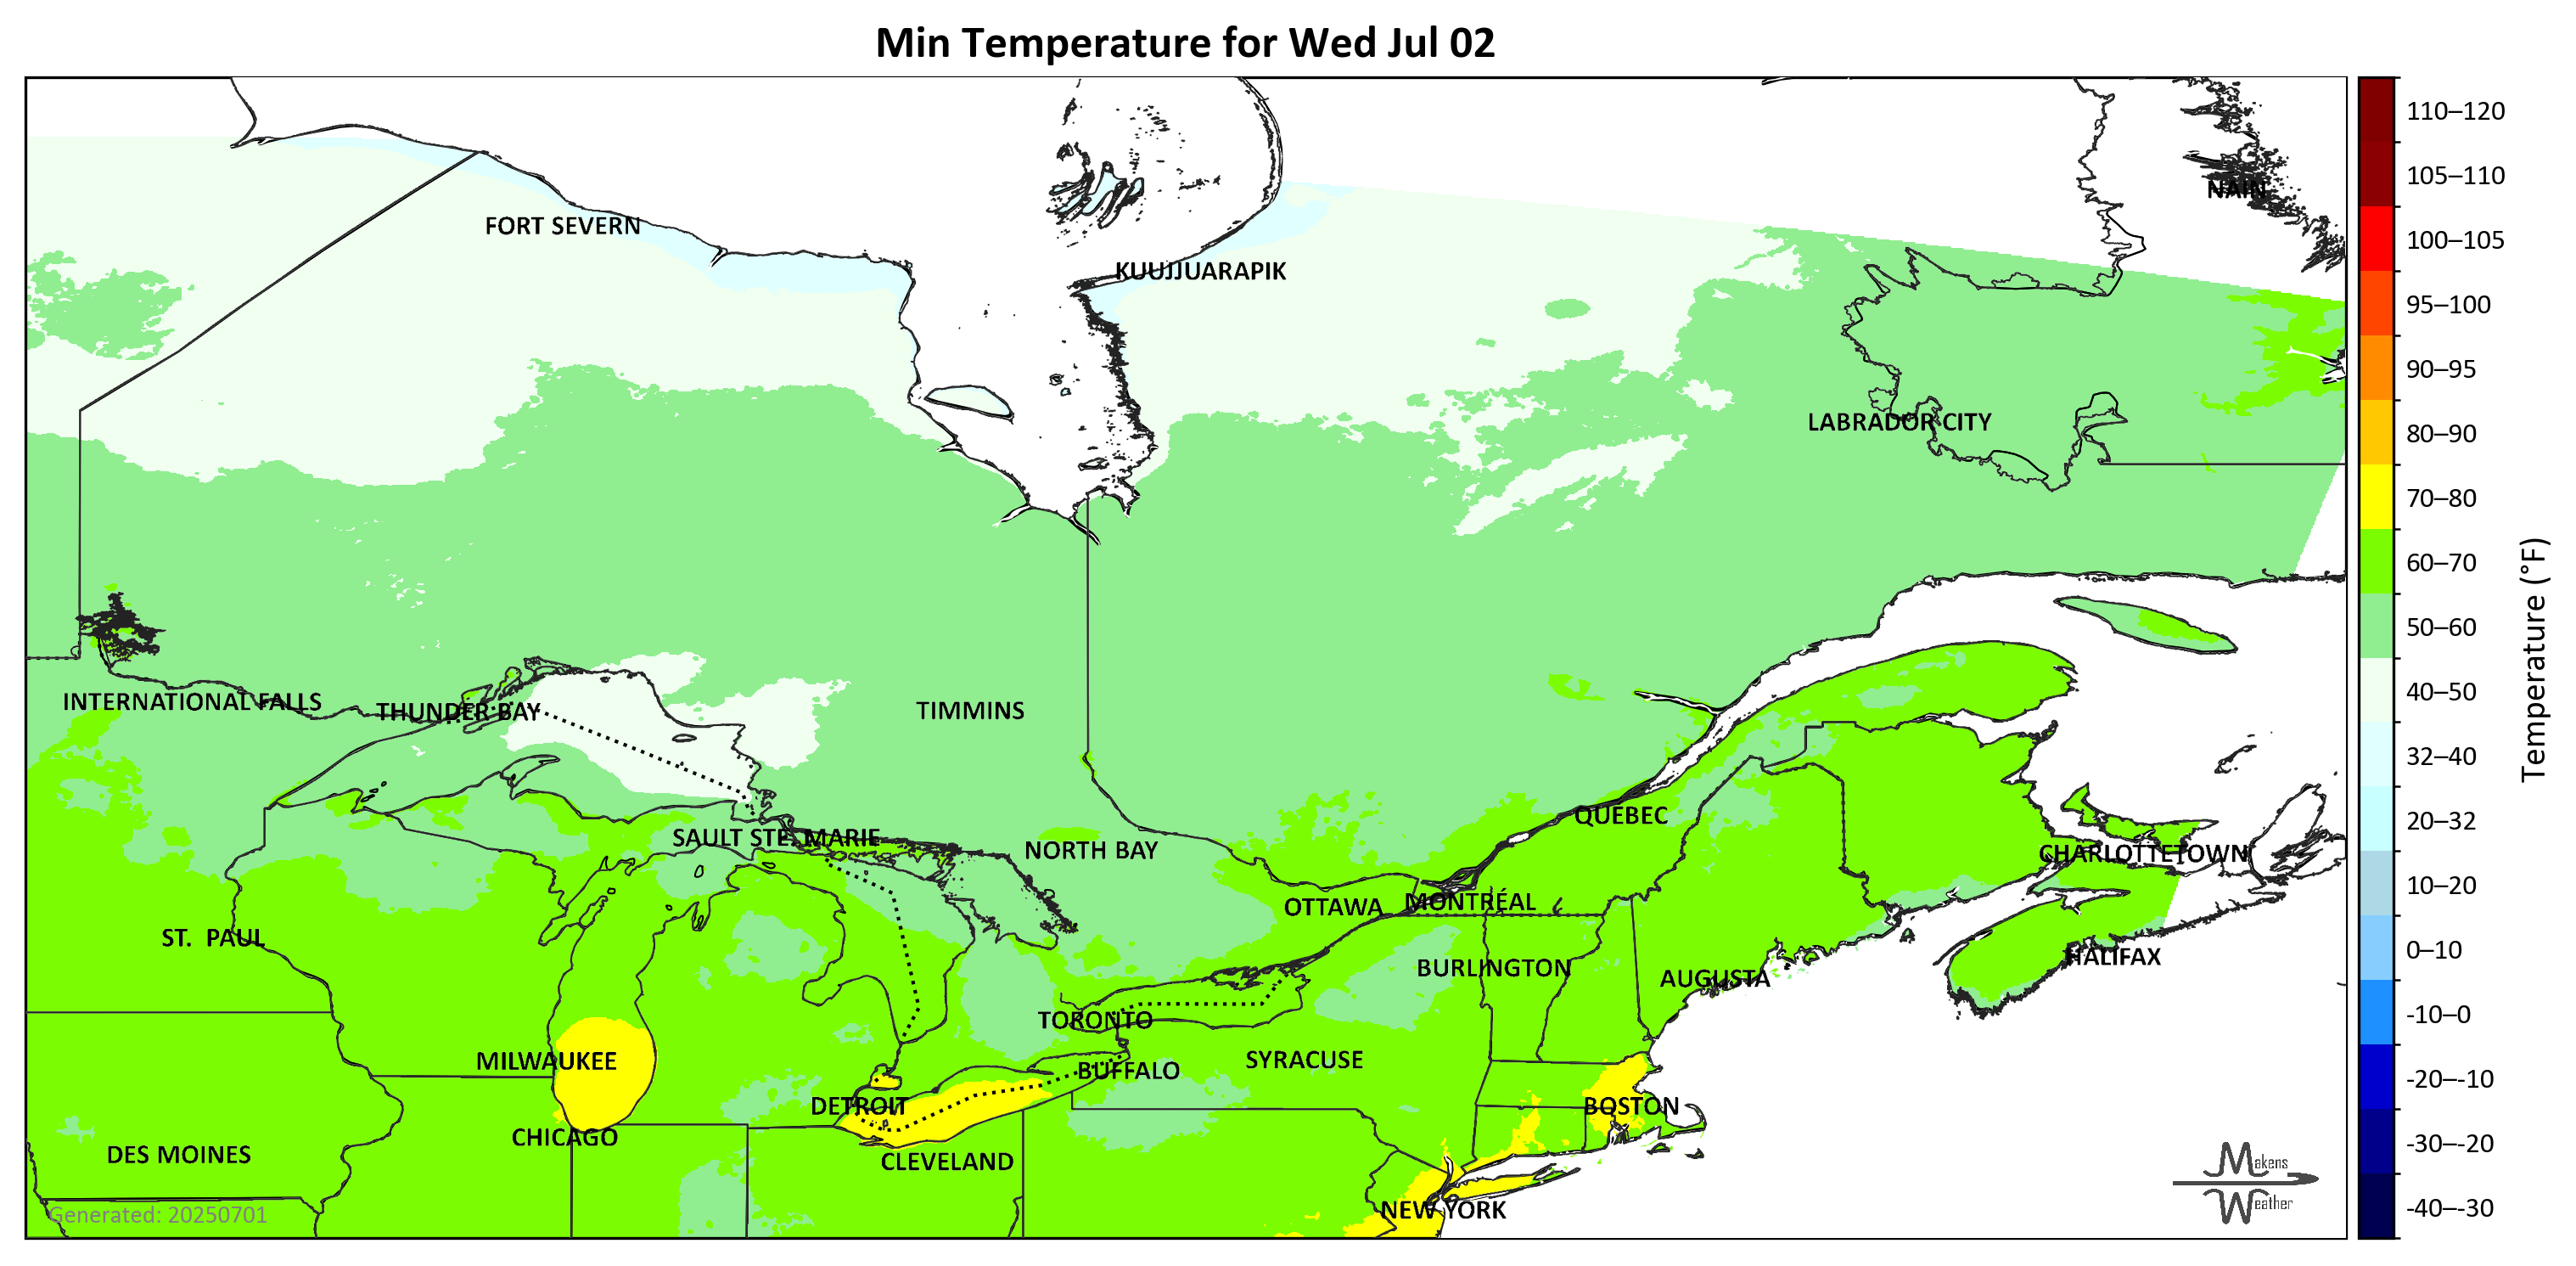 Min Temperature for Wed Jul 02
NAIN
FORT SEVERN
KUUJJUARAPIK
LABRADOR CITY
INTERNATIONAL FALLS
THUNDER BAY
TIMMINS
QUÉBEC
SAULT STE. MARIE
NORTH BAY
CHARLOTTETOWN
OTTAWA
MONTRÉAL
ST. PAUL
HALIFAX
BURLINGTON
AUGUSTA
TORONTO
MILWAUKEE
SYRACUSE
BUFFALO
DETROIT
BOSTON
CHICAGO
DES MOINES
CLEVELAND
NEW YORK
Generated: 20250701
Makens
Weather
110–120
105–110
100–105
95–100
90–95
80–90
70–80
60–70
50–60
40–50
32–40
20–32
10–20
0–10
-10–0
-20–-10
-30–-20
-40–-30
Temperature (°F)